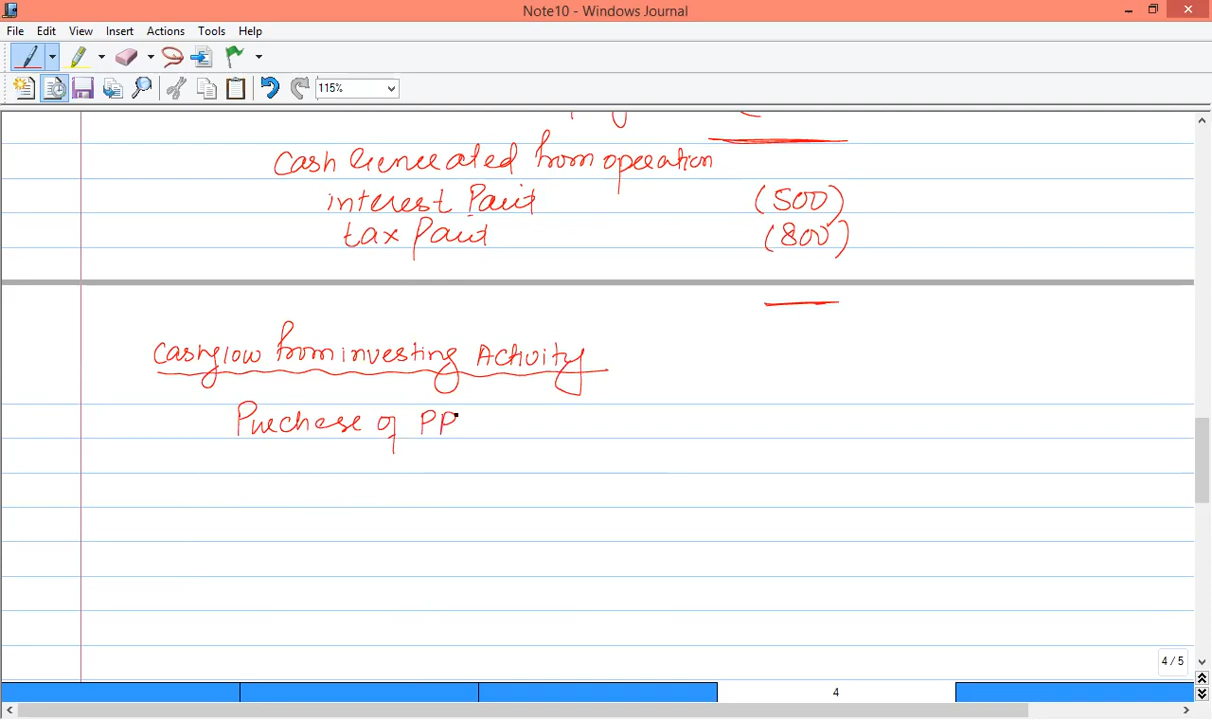 Note10 - Windows Journal
File Edit View Insert Actions Tools Help
115%
Cash Generated from operation
interest Paid (500)
tax Paid (800)
Cashflow from investing Activity
Purchase of PP
4 / 5
4